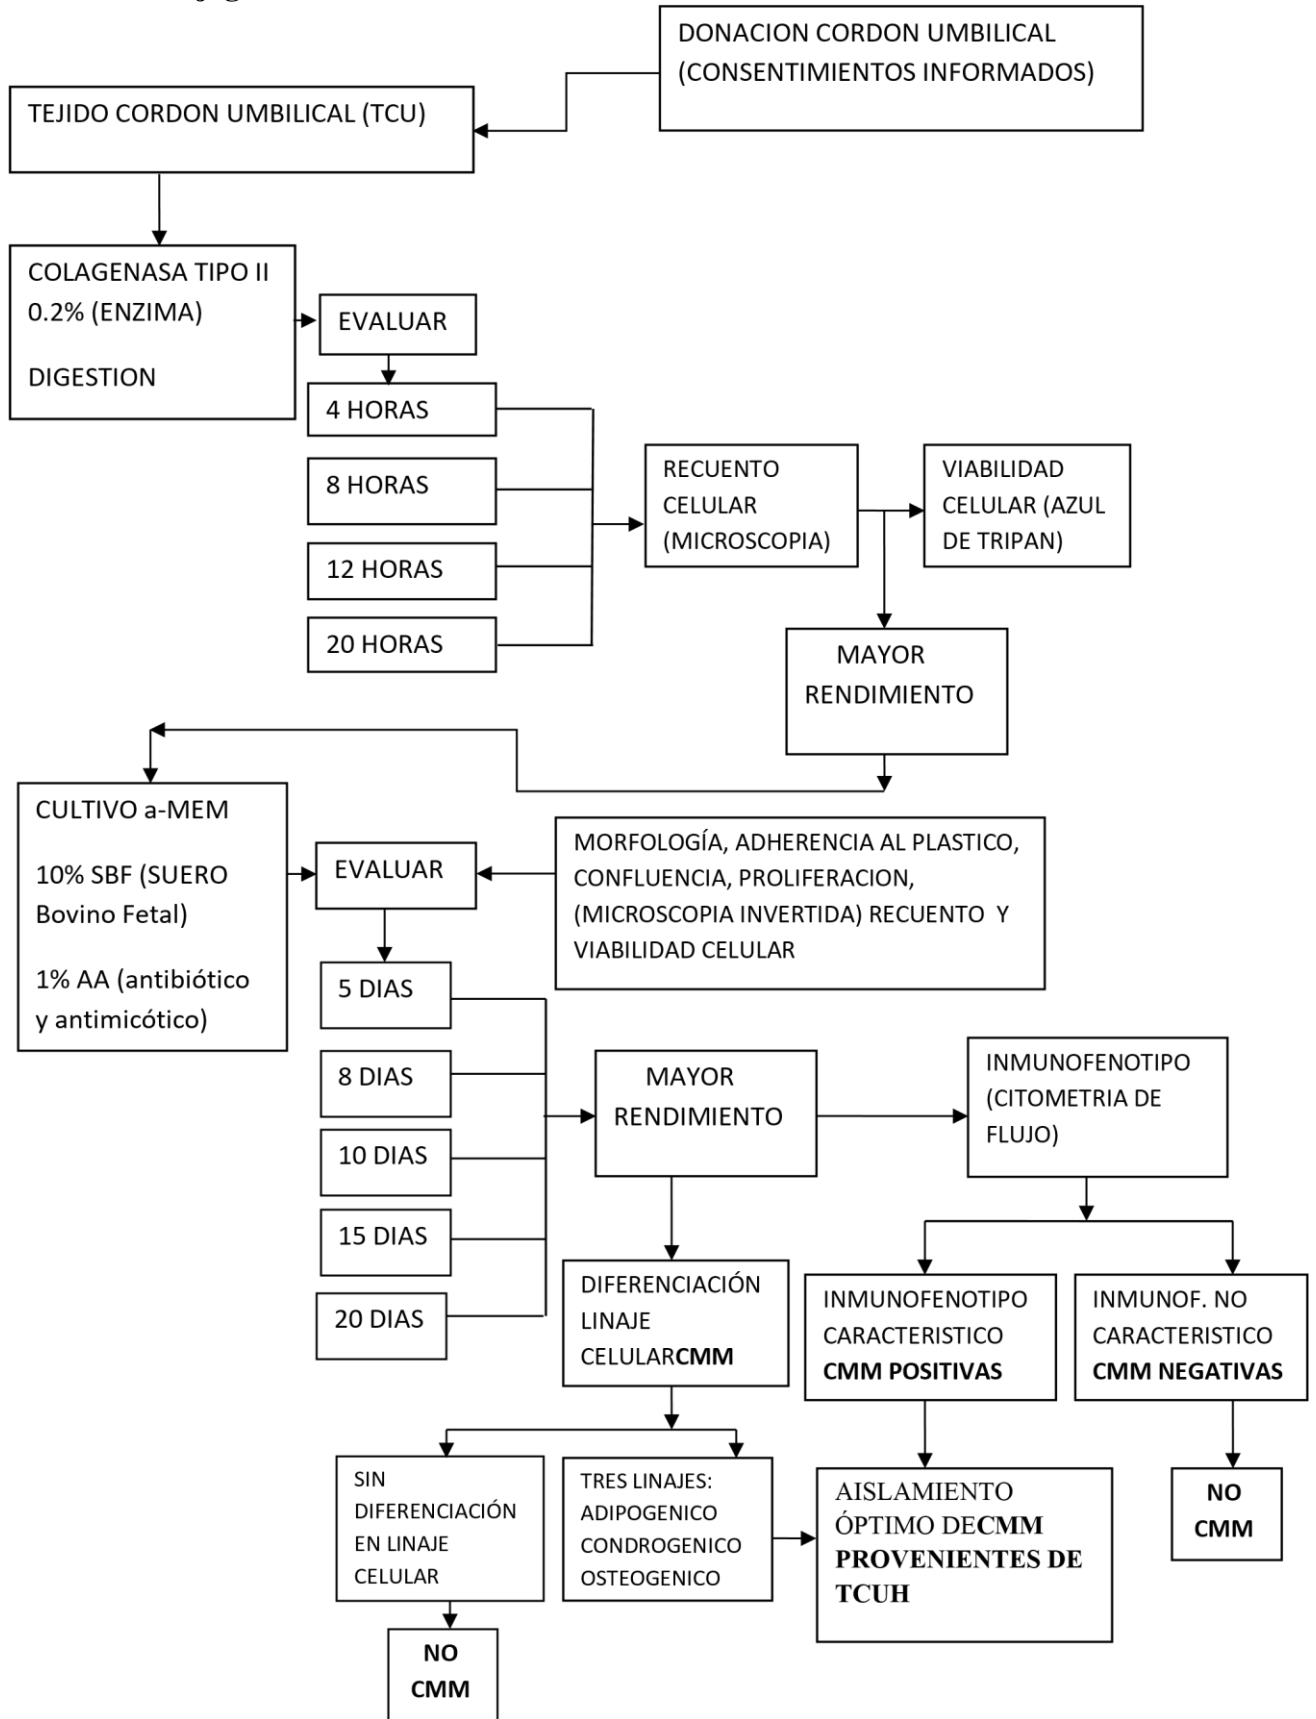 DONACION CORDON UMBILICAL
(CONSENTIMIENTOS INFORMADOS)
TEJIDO CORDON UMBILICAL (TCU)
COLAGENASA TIPO II
0.2% (ENZIMA)
DIGESTION
EVALUAR
4 HORAS
8 HORAS
12 HORAS
20 HORAS
RECUENTO
CELULAR
(MICROSCOPIA)
VIABILIDAD
CELULAR (AZUL
DE TRIPAN)
MAYOR
RENDIMIENTO
CULTIVO a-MEM
10% SBF (SUERO
Bovino Fetal)
1% AA (antibiótico
y antimicótico)
EVALUAR
MORFOLOGÍA, ADHERENCIA AL PLASTICO,
CONFLUENCIA, PROLIFERACION,
(MICROSCOPIA INVERTIDA) RECUENTO Y
VIABILIDAD CELULAR
5 DIAS
8 DIAS
10 DIAS
15 DIAS
20 DIAS
MAYOR
RENDIMIENTO
INMUNOFENOTIPO
(CITOMETRIA DE
FLUJO)
DIFERENCIACIÓN
LINAJE
CELULARCMM
INMUNOFENOTIPO
CARACTERISTICO
CMM POSITIVAS
INMUNOF. NO
CARACTERISTICO
CMM NEGATIVAS
SIN
DIFERENCIACIÓN
EN LINAJE
CELULAR
TRES LINAJES:
ADIPOGENICO
CONDROGENICO
OSTEOGENICO
AISLAMIENTO
ÓPTIMO DECMM
PROVENIENTES DE
TCUH
NO
CMM
NO
CMM